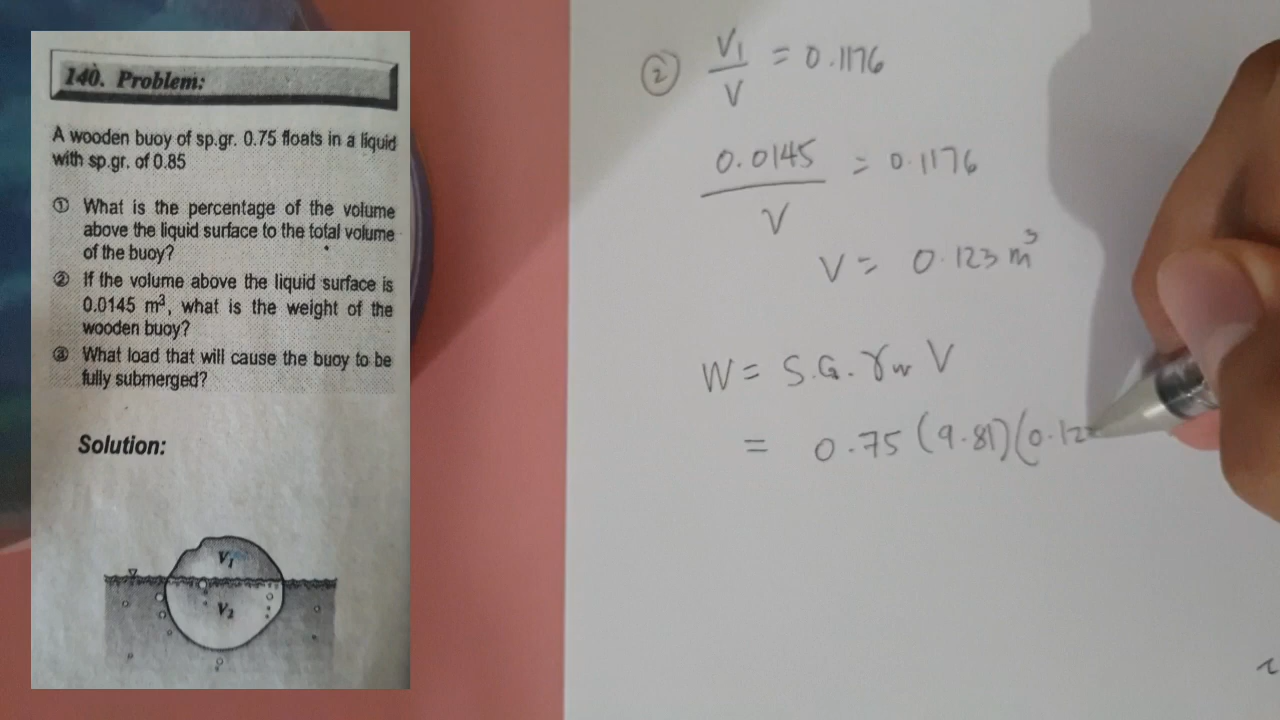 140. Problem:
A wooden buoy of sp.gr. 0.75 floats in a liquid
with sp.gr. of 0.85
① What is the percentage of the volume
above the liquid surface to the total volume
of the buoy?
② If the volume above the liquid surface is
0.0145 m³, what is the weight of the
wooden buoy?
③ What load that will cause the buoy to be
fully submerged?
Solution:
V₁
V₂
② V₁/V = 0.1176
0.0145/V = 0.1176
V = 0.123 m³
W = S.G. γw V
= 0.75 (9.81)(0.12